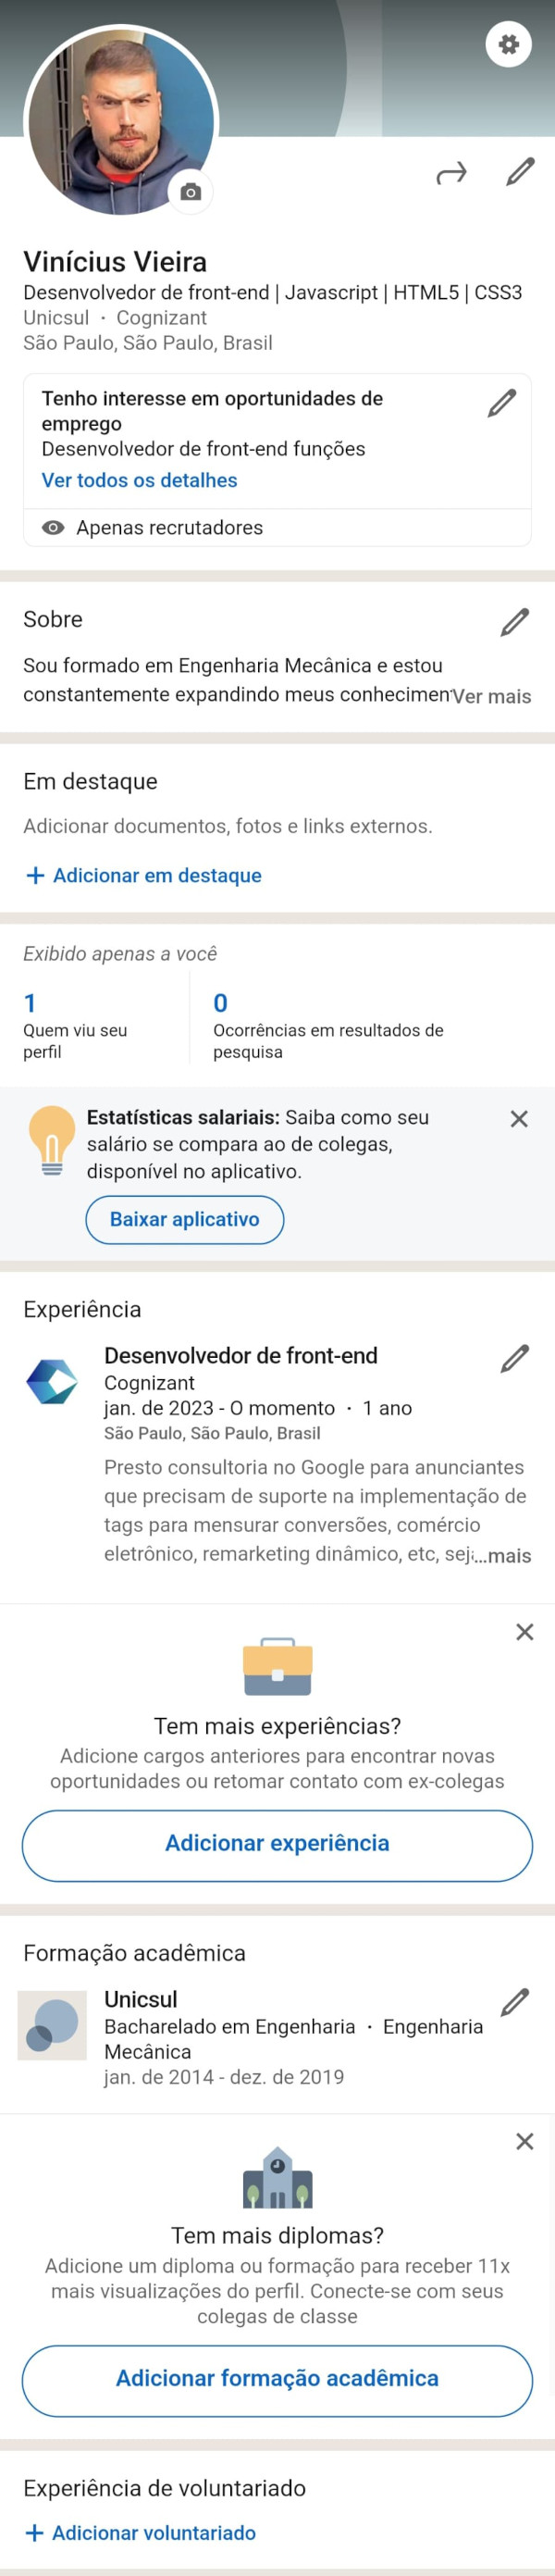 Vinícius Vieira
Desenvolvedor de front-end | Javascript | HTML5 | CSS3
Unicsul · Cognizant
São Paulo, São Paulo, Brasil
Tenho interesse em oportunidades de
emprego
Desenvolvedor de front-end funções
Ver todos os detalhes
Apenas recrutadores
Sobre
Sou formado em Engenharia Mecânica e estou
constantemente expandindo meus conhecimen Ver mais
Em destaque
Adicionar documentos, fotos e links externos.
+ Adicionar em destaque
Exibido apenas a você
1
Quem viu seu
perfil
0
Ocorrências em resultados de
pesquisa
Estatísticas salariais: Saiba como seu
salário se compara ao de colegas,
disponível no aplicativo.
Baixar aplicativo
Experiência
Desenvolvedor de front-end
Cognizant
jan. de 2023 - O momento · 1 ano
São Paulo, São Paulo, Brasil
Presto consultoria no Google para anunciantes
que precisam de suporte na implementação de
tags para mensurar conversões, comércio
eletrônico, remarketing dinâmico, etc, sej...mais
Tem mais experiências?
Adicione cargos anteriores para encontrar novas
oportunidades ou retomar contato com ex-colegas
Adicionar experiência
Formação acadêmica
Unicsul
Bacharelado em Engenharia · Engenharia
Mecânica
jan. de 2014 - dez. de 2019
Tem mais diplomas?
Adicione um diploma ou formação para receber 11x
mais visualizações do perfil. Conecte-se com seus
colegas de classe
Adicionar formação acadêmica
Experiência de voluntariado
+ Adicionar voluntariado